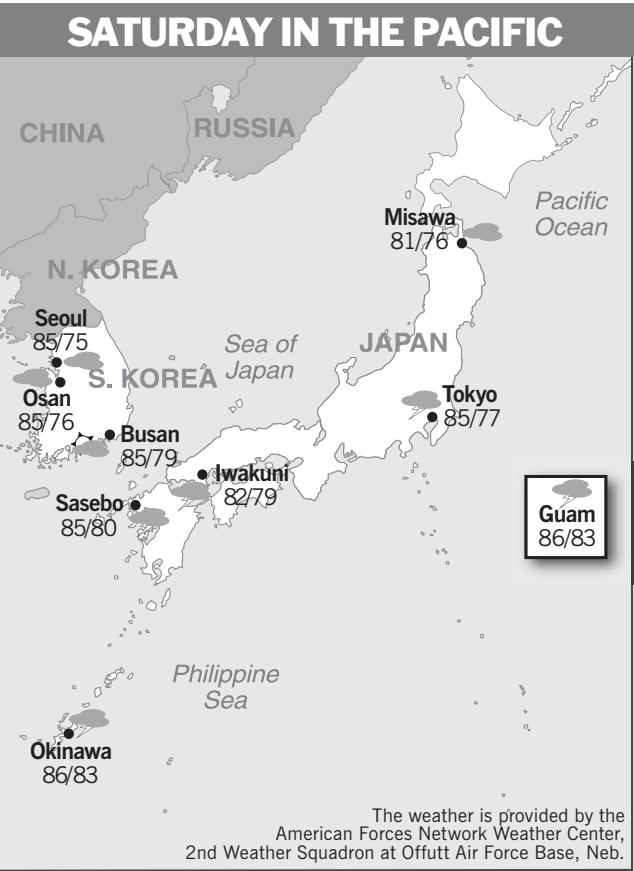 SATURDAY IN THE PACIFIC
CHINA
RUSSIA
Pacific
Ocean
Misawa
81/76
N. KOREA
Seoul
85/75
Sea of
Japan
JAPAN
S. KOREA
Osan
85/76
Tokyo
85/77
Busan
85/79
Iwakuni
82/79
Sasebo
85/80
Guam
86/83
Philippine
Sea
Okinawa
86/83
The weather is provided by the
American Forces Network Weather Center,
2nd Weather Squadron at Offutt Air Force Base, Neb.